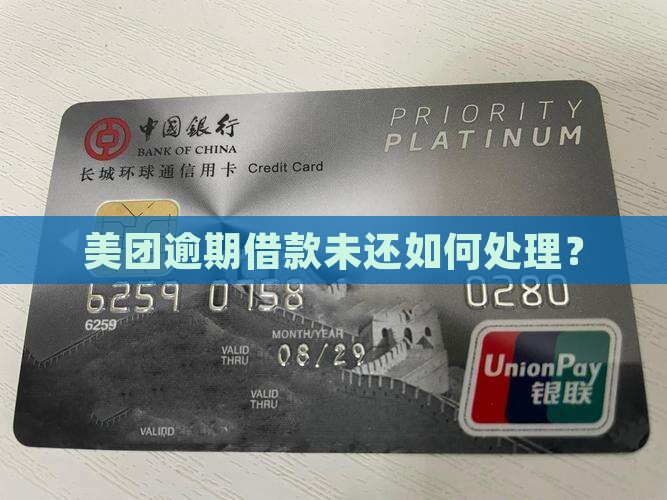 中国银行
BANK OF CHINA
长城环球通信用卡 Credit Card
PRIORITY
PLATINUM
美团逾期借款未还如何处理？
6259 0158 0280
6259
MONTH/YEAR
VALID THRU
08/29
VALID THRU
UnionPay
银联